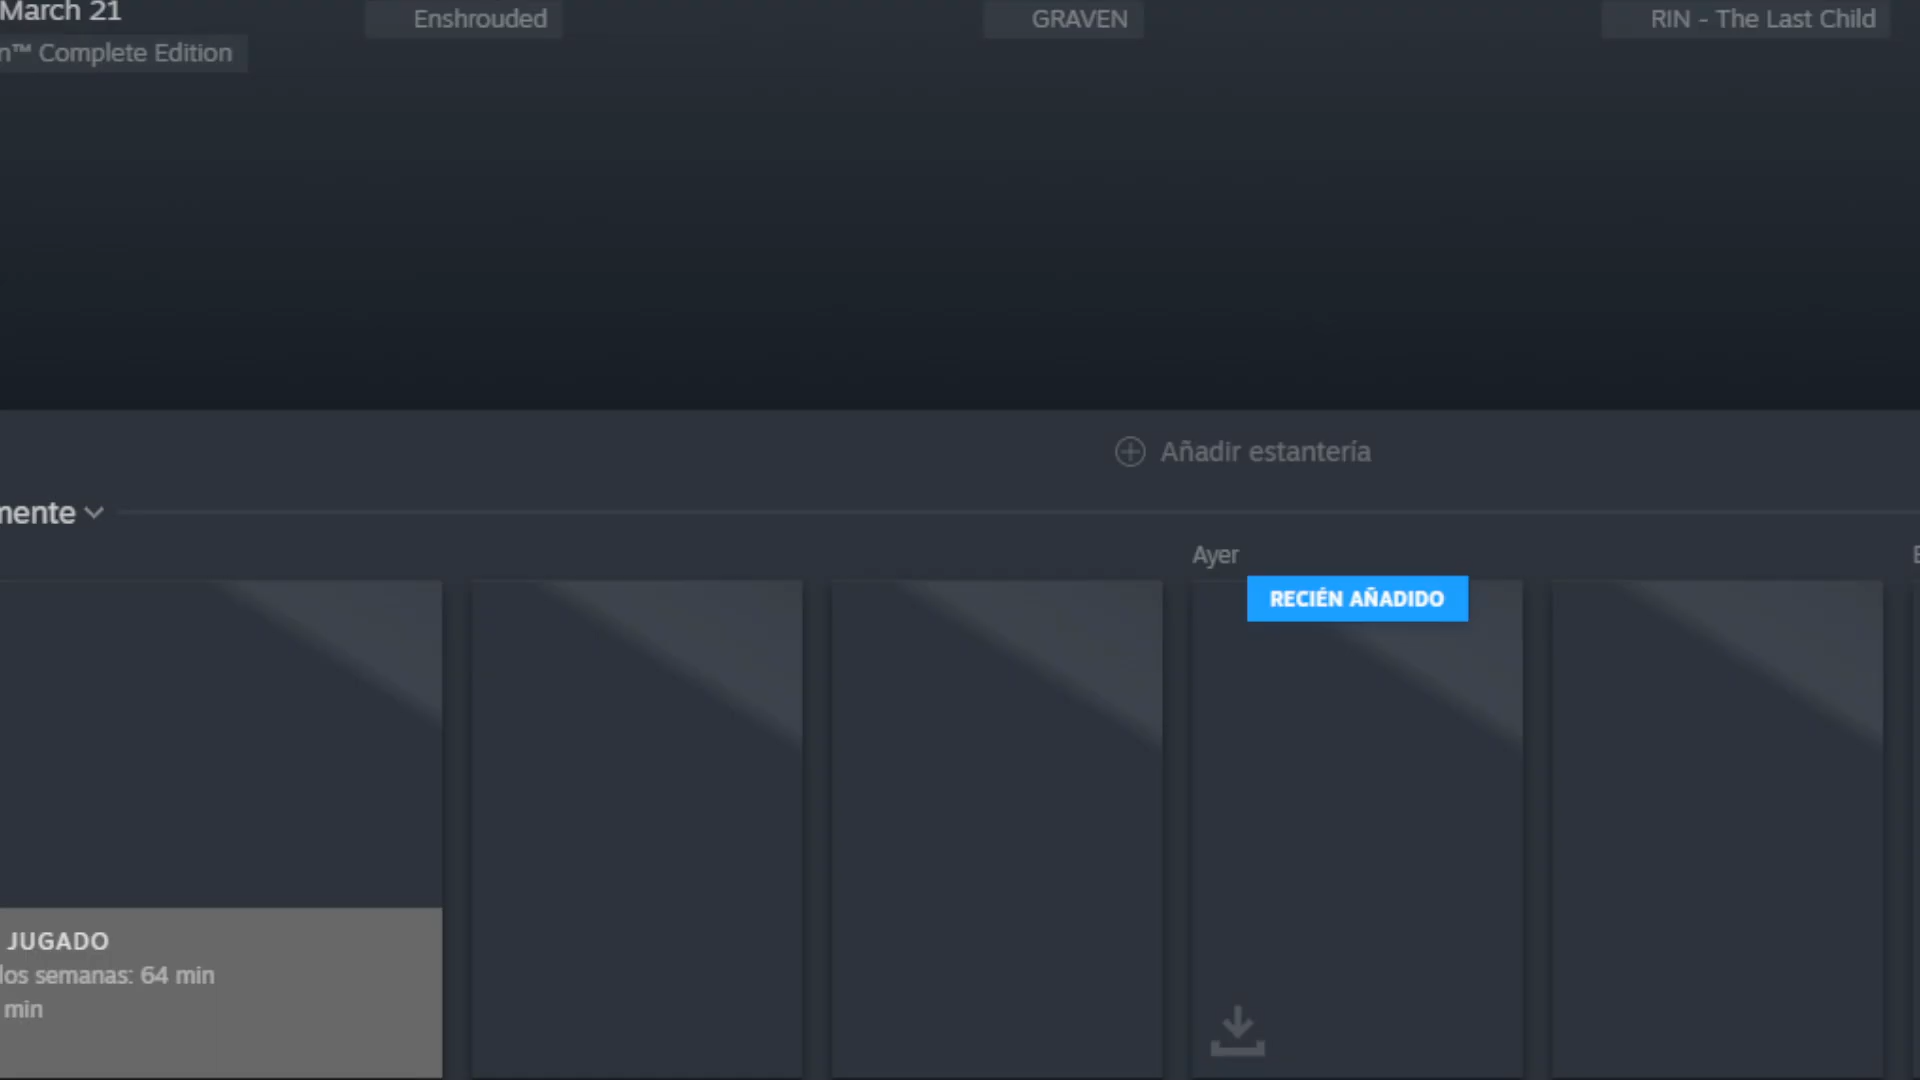 March 21
n™ Complete Edition
Enshrouded
GRAVEN
RIN - The Last Child
Añadir estantería
mente
Ayer
RECIÉN AÑADIDO
JUGADO
los semanas: 64 min
min